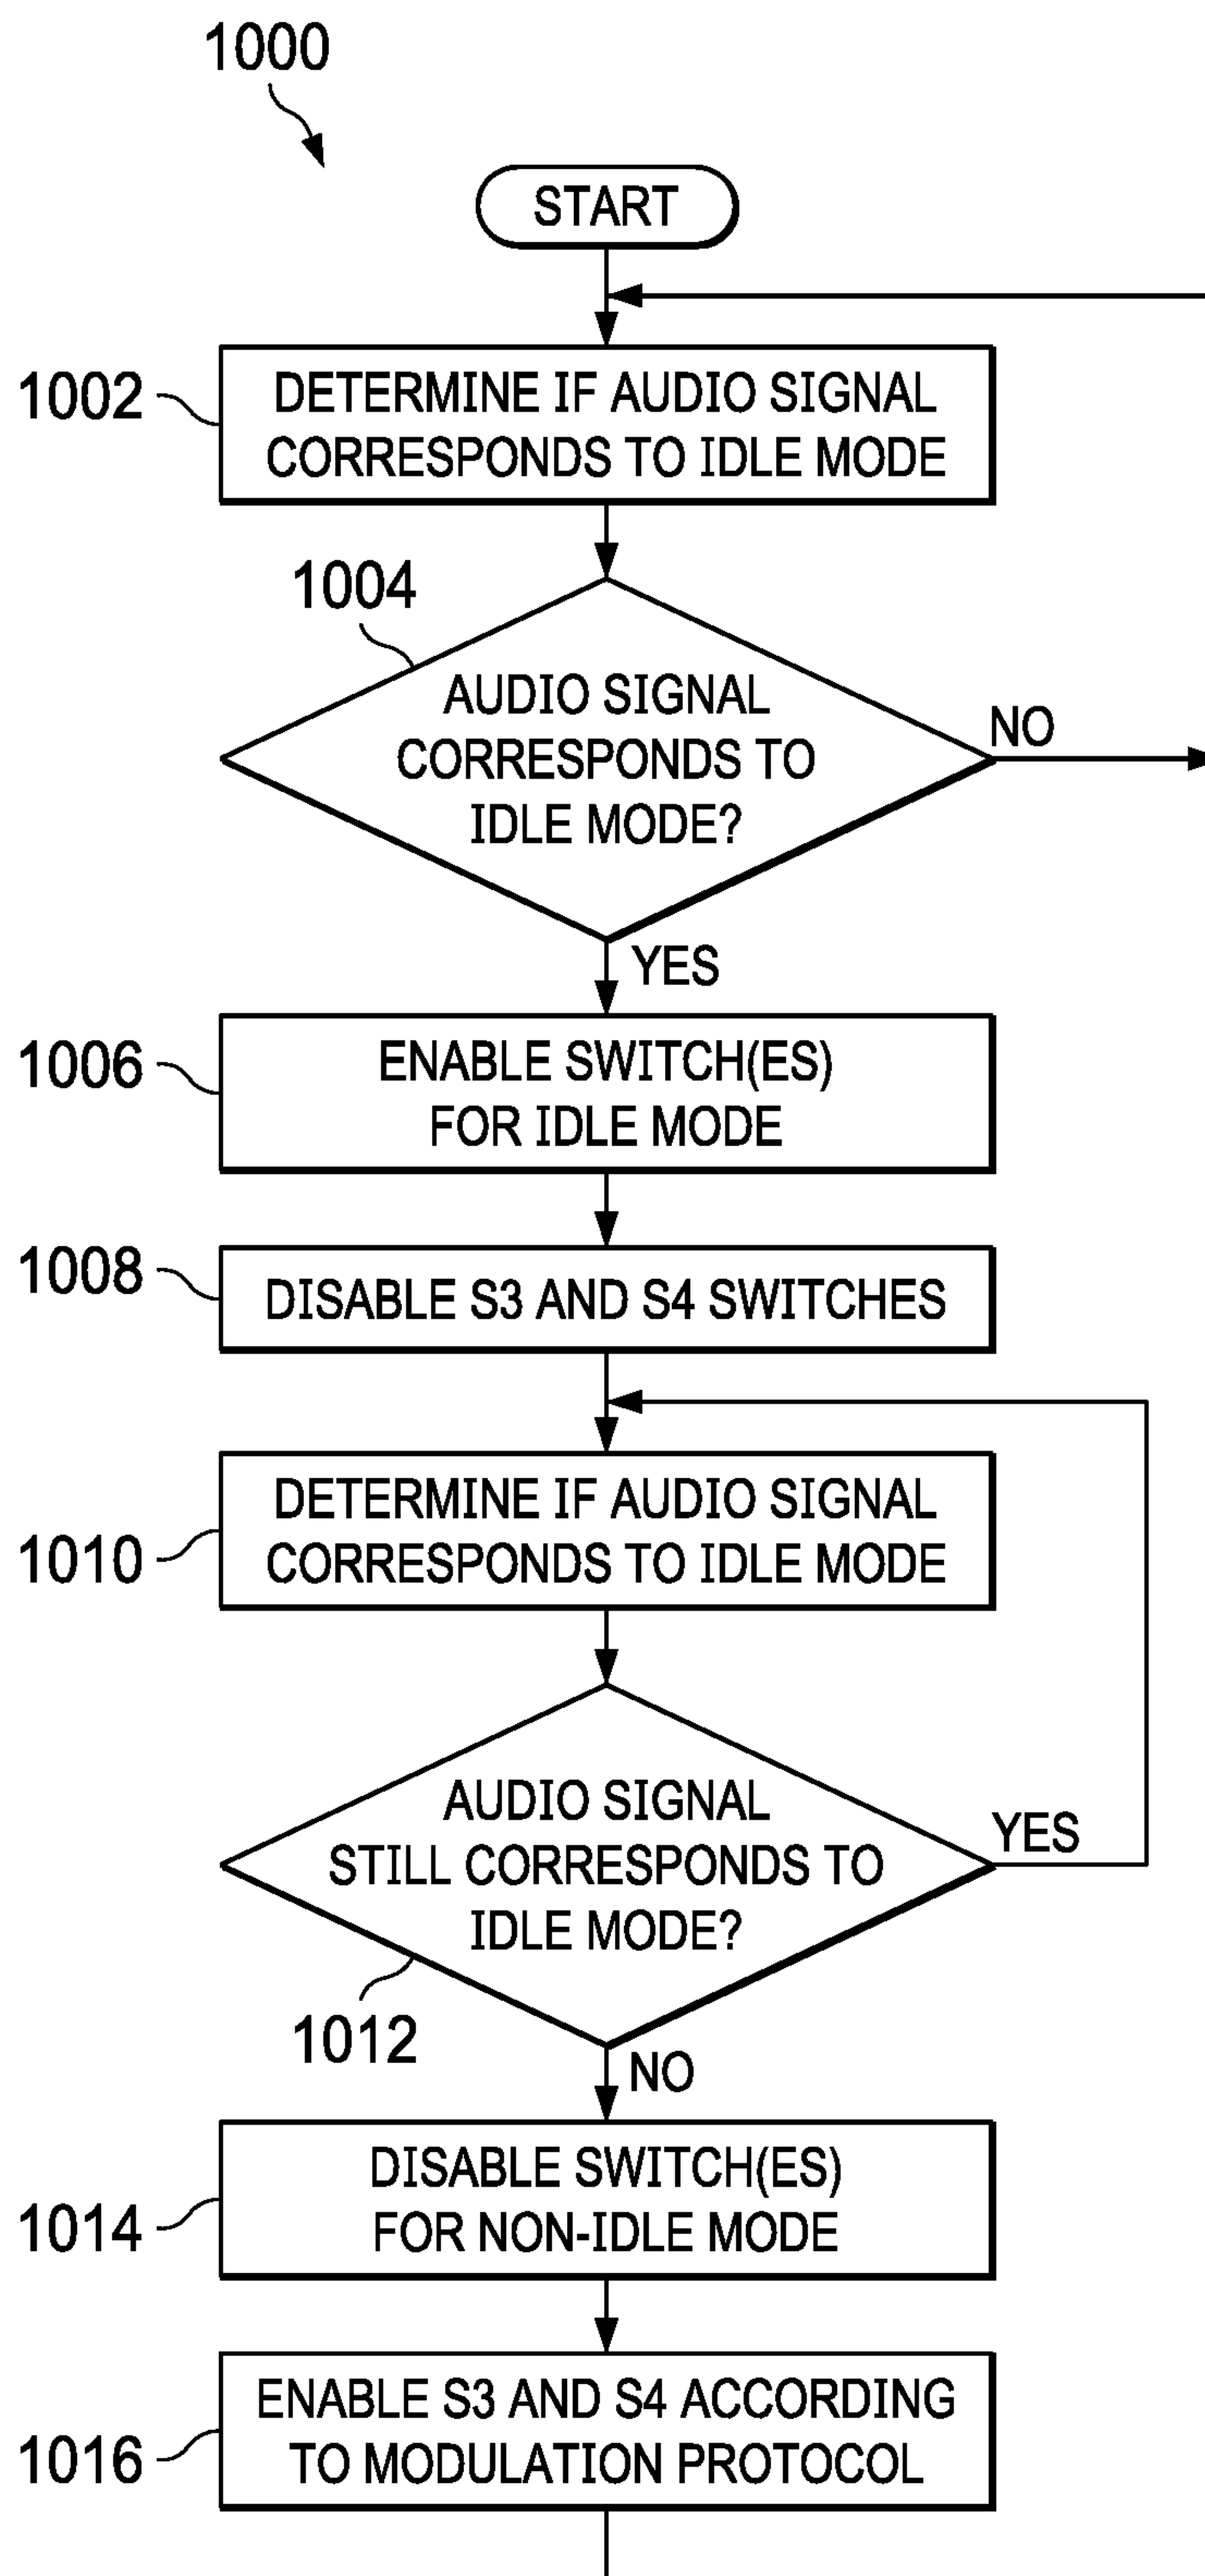 1000
START
1002
DETERMINE IF AUDIO SIGNAL
CORRESPONDS TO IDLE MODE
1004
AUDIO SIGNAL
CORRESPONDS TO
IDLE MODE?
NO
YES
1006
ENABLE SWITCH(ES)
FOR IDLE MODE
1008
DISABLE S3 AND S4 SWITCHES
1010
DETERMINE IF AUDIO SIGNAL
CORRESPONDS TO IDLE MODE
AUDIO SIGNAL
STILL CORRESPONDS TO
IDLE MODE?
YES
1012
NO
1014
DISABLE SWITCH(ES)
FOR NON-IDLE MODE
1016
ENABLE S3 AND S4 ACCORDING
TO MODULATION PROTOCOL